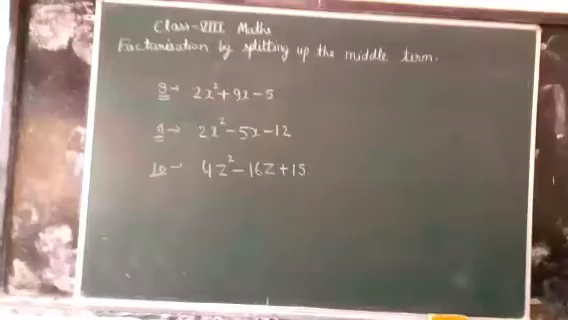 Class-VIII Maths
Factorisation by splitting up the middle term.
8→ 2x²+9x-5
9→ 2x²-5x-12
10→ 4z²-16z+15